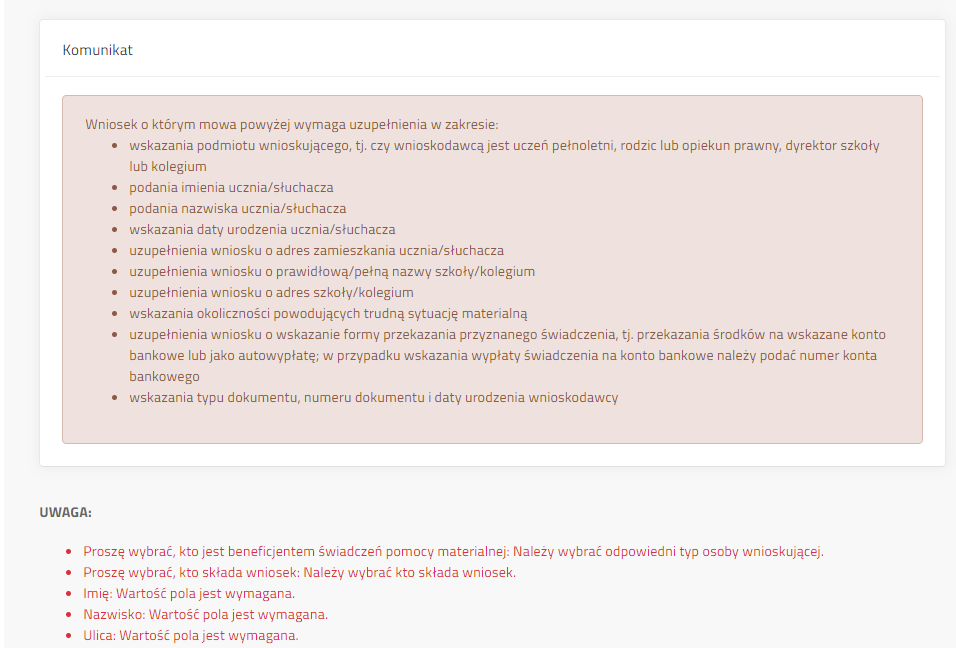 Komunikat
Wniosek o którym mowa powyżej wymaga uzupełnienia w zakresie:
wskazania podmiotu wnioskującego, tj. czy wnioskodawcą jest uczeń pełnoletni, rodzic lub opiekun prawny, dyrektor szkoły
lub kolegium
podania imienia ucznia/słuchacza
podania nazwiska ucznia/słuchacza
wskazania daty urodzenia ucznia/słuchacza
uzupełnienia wniosku o adres zamieszkania ucznia/słuchacza
uzupełnienia wniosku o prawidłową/pełną nazwy szkoły/kolegium
uzupełnienia wniosku o adres szkoły/kolegium
wskazania okoliczności powodujących trudną sytuację materialną
uzupełnienia wniosku o wskazanie formy przekazania przyznanego świadczenia, tj. przekazania środków na wskazane konto
bankowe lub jako autowypłatę; w przypadku wskazania wypłaty świadczenia na konto bankowe należy podać numer konta
bankowego
wskazania typu dokumentu, numeru dokumentu i daty urodzenia wnioskodawcy
UWAGA:
Proszę wybrać, kto jest beneficjentem świadczeń pomocy materialnej: Należy wybrać odpowiedni typ osoby wnioskującej.
Proszę wybrać, kto składa wniosek: Należy wybrać kto składa wniosek.
Imię: Wartość pola jest wymagana.
Nazwisko: Wartość pola jest wymagana.
Ulica: Wartość pola jest wymagana.